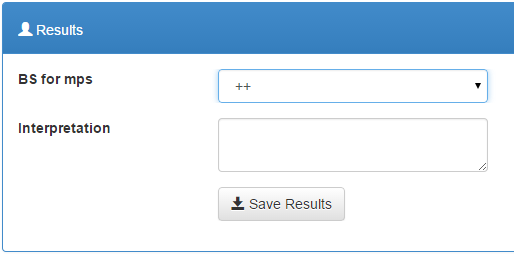 Results
BS for mps
++
Interpretation
Save Results